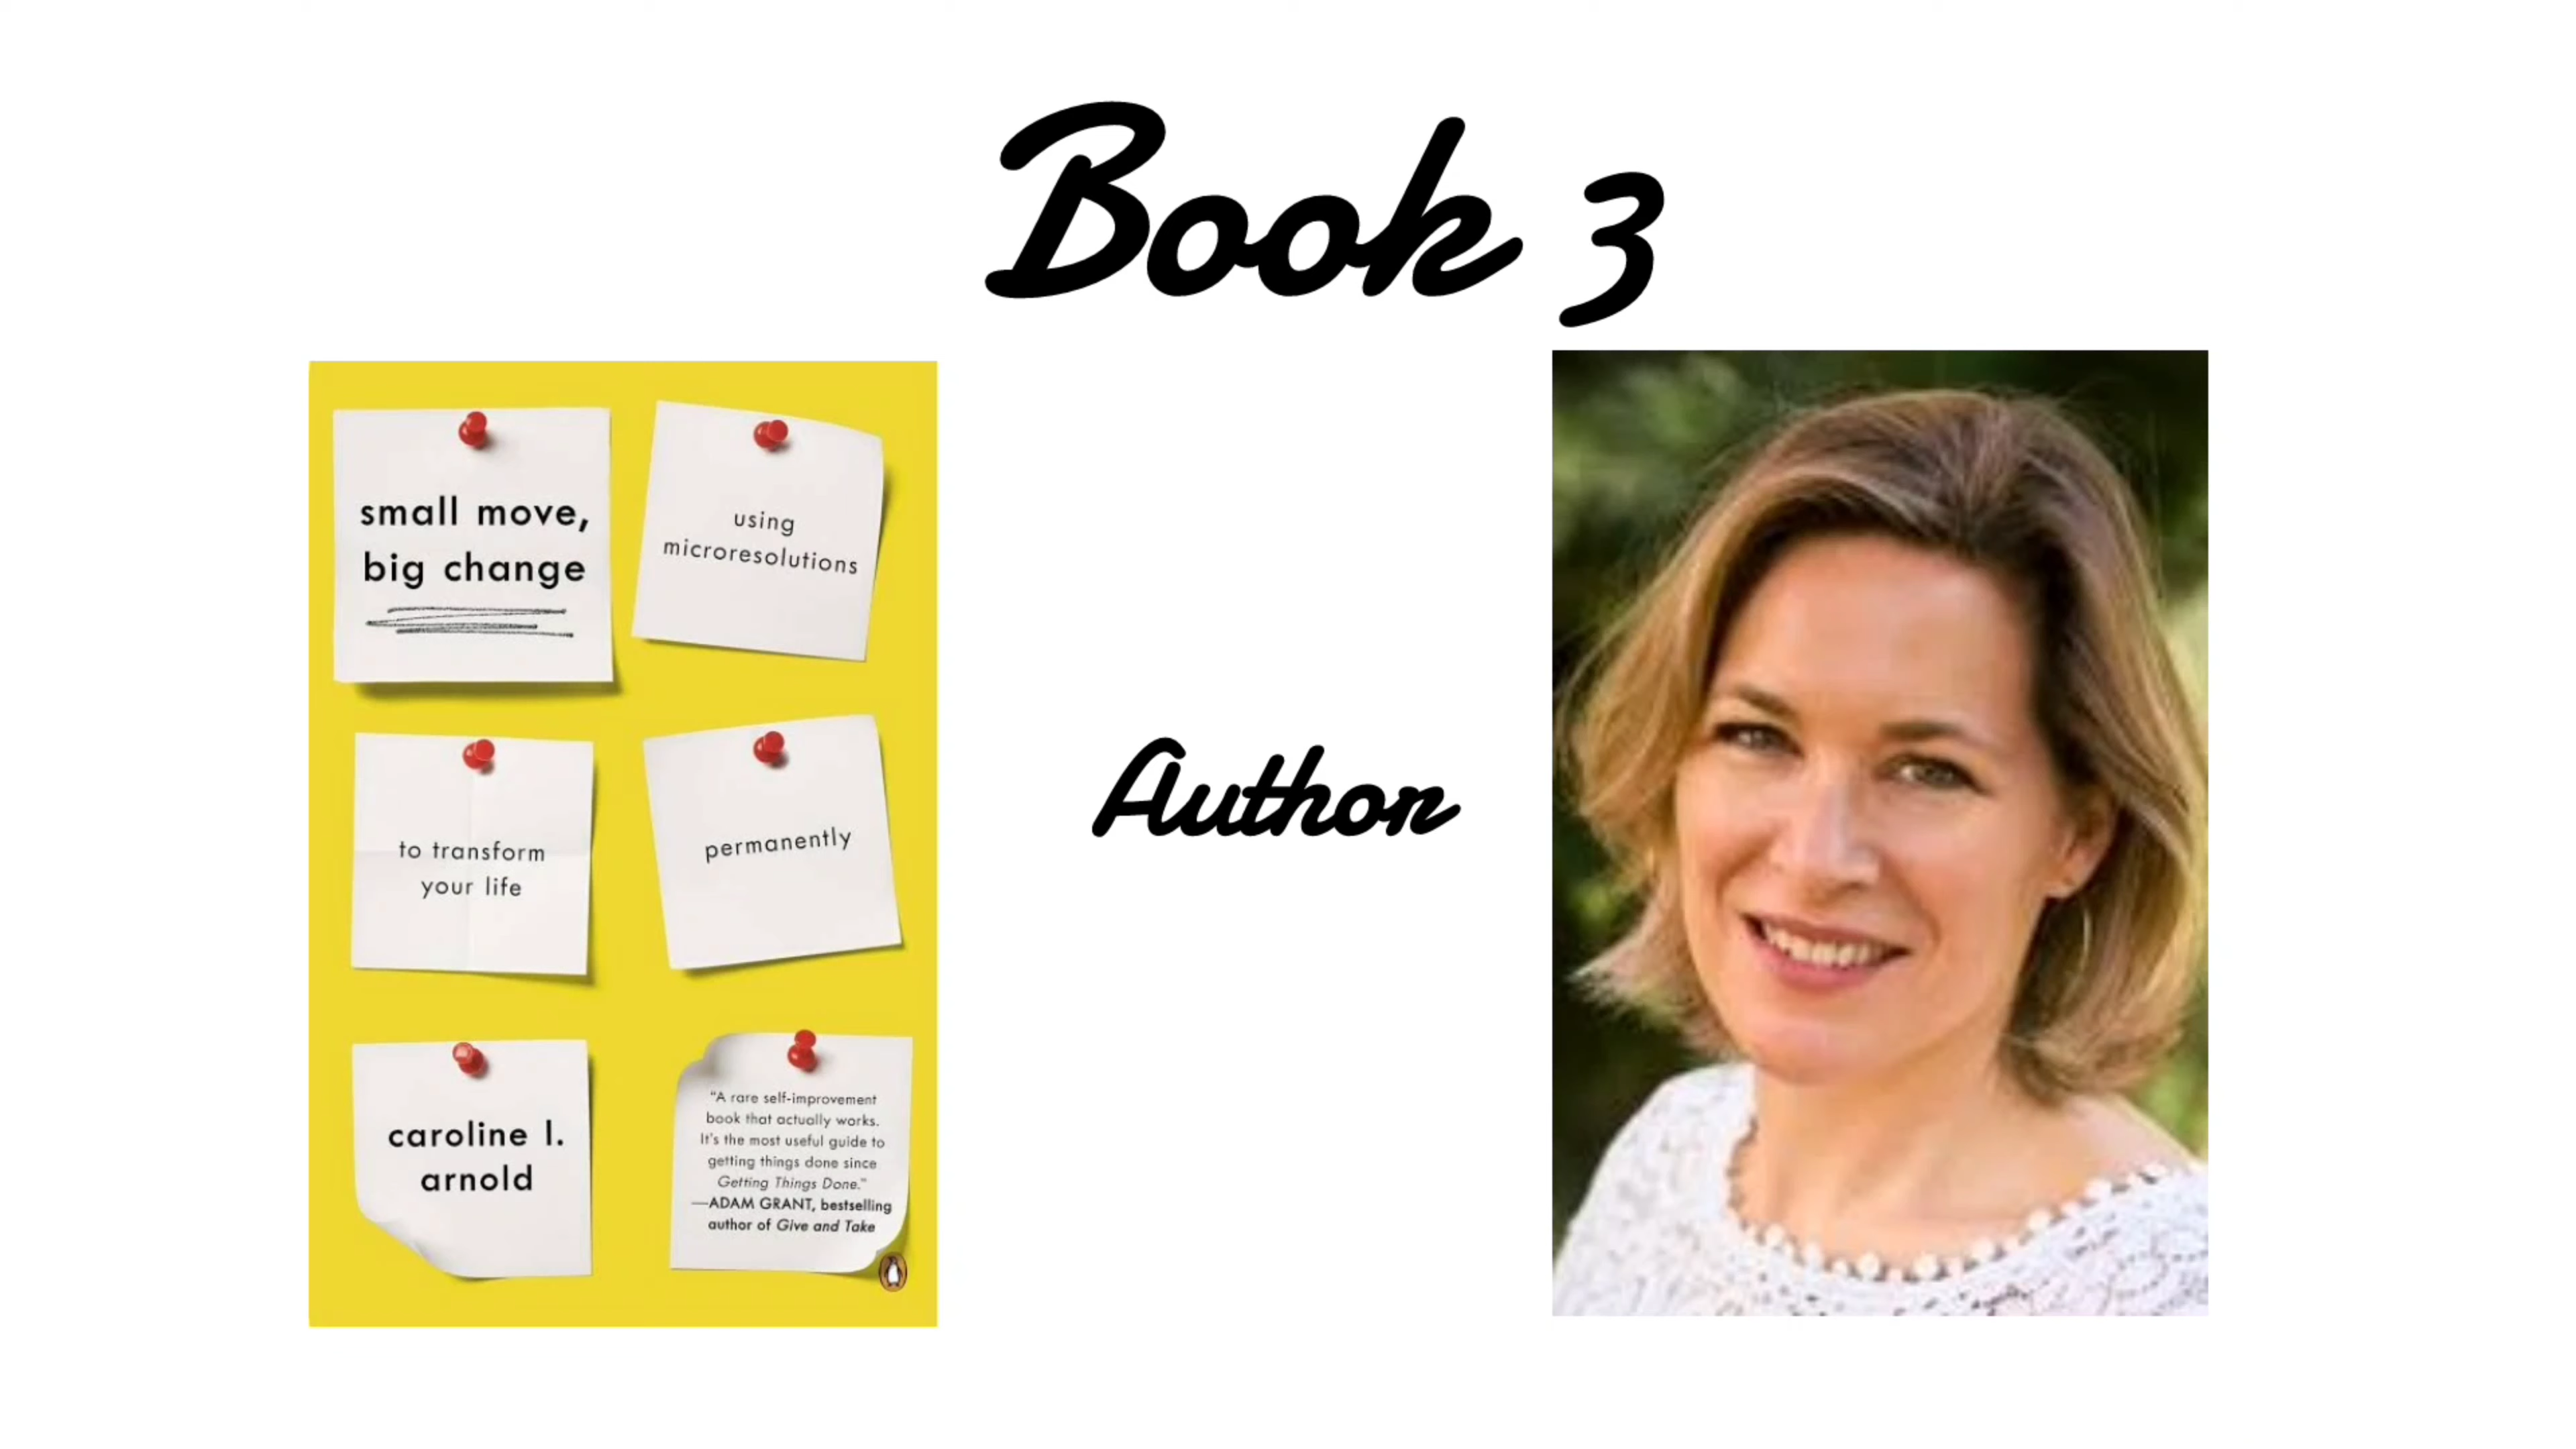 Book 3
small move,
big change
using
microresolutions
to transform
your life
permanently
caroline l.
arnold
"A rare self-improvement
book that actually works.
It's the most useful guide to
getting things done since
Getting Things Done."
—ADAM GRANT, bestselling
author of Give and Take
Author